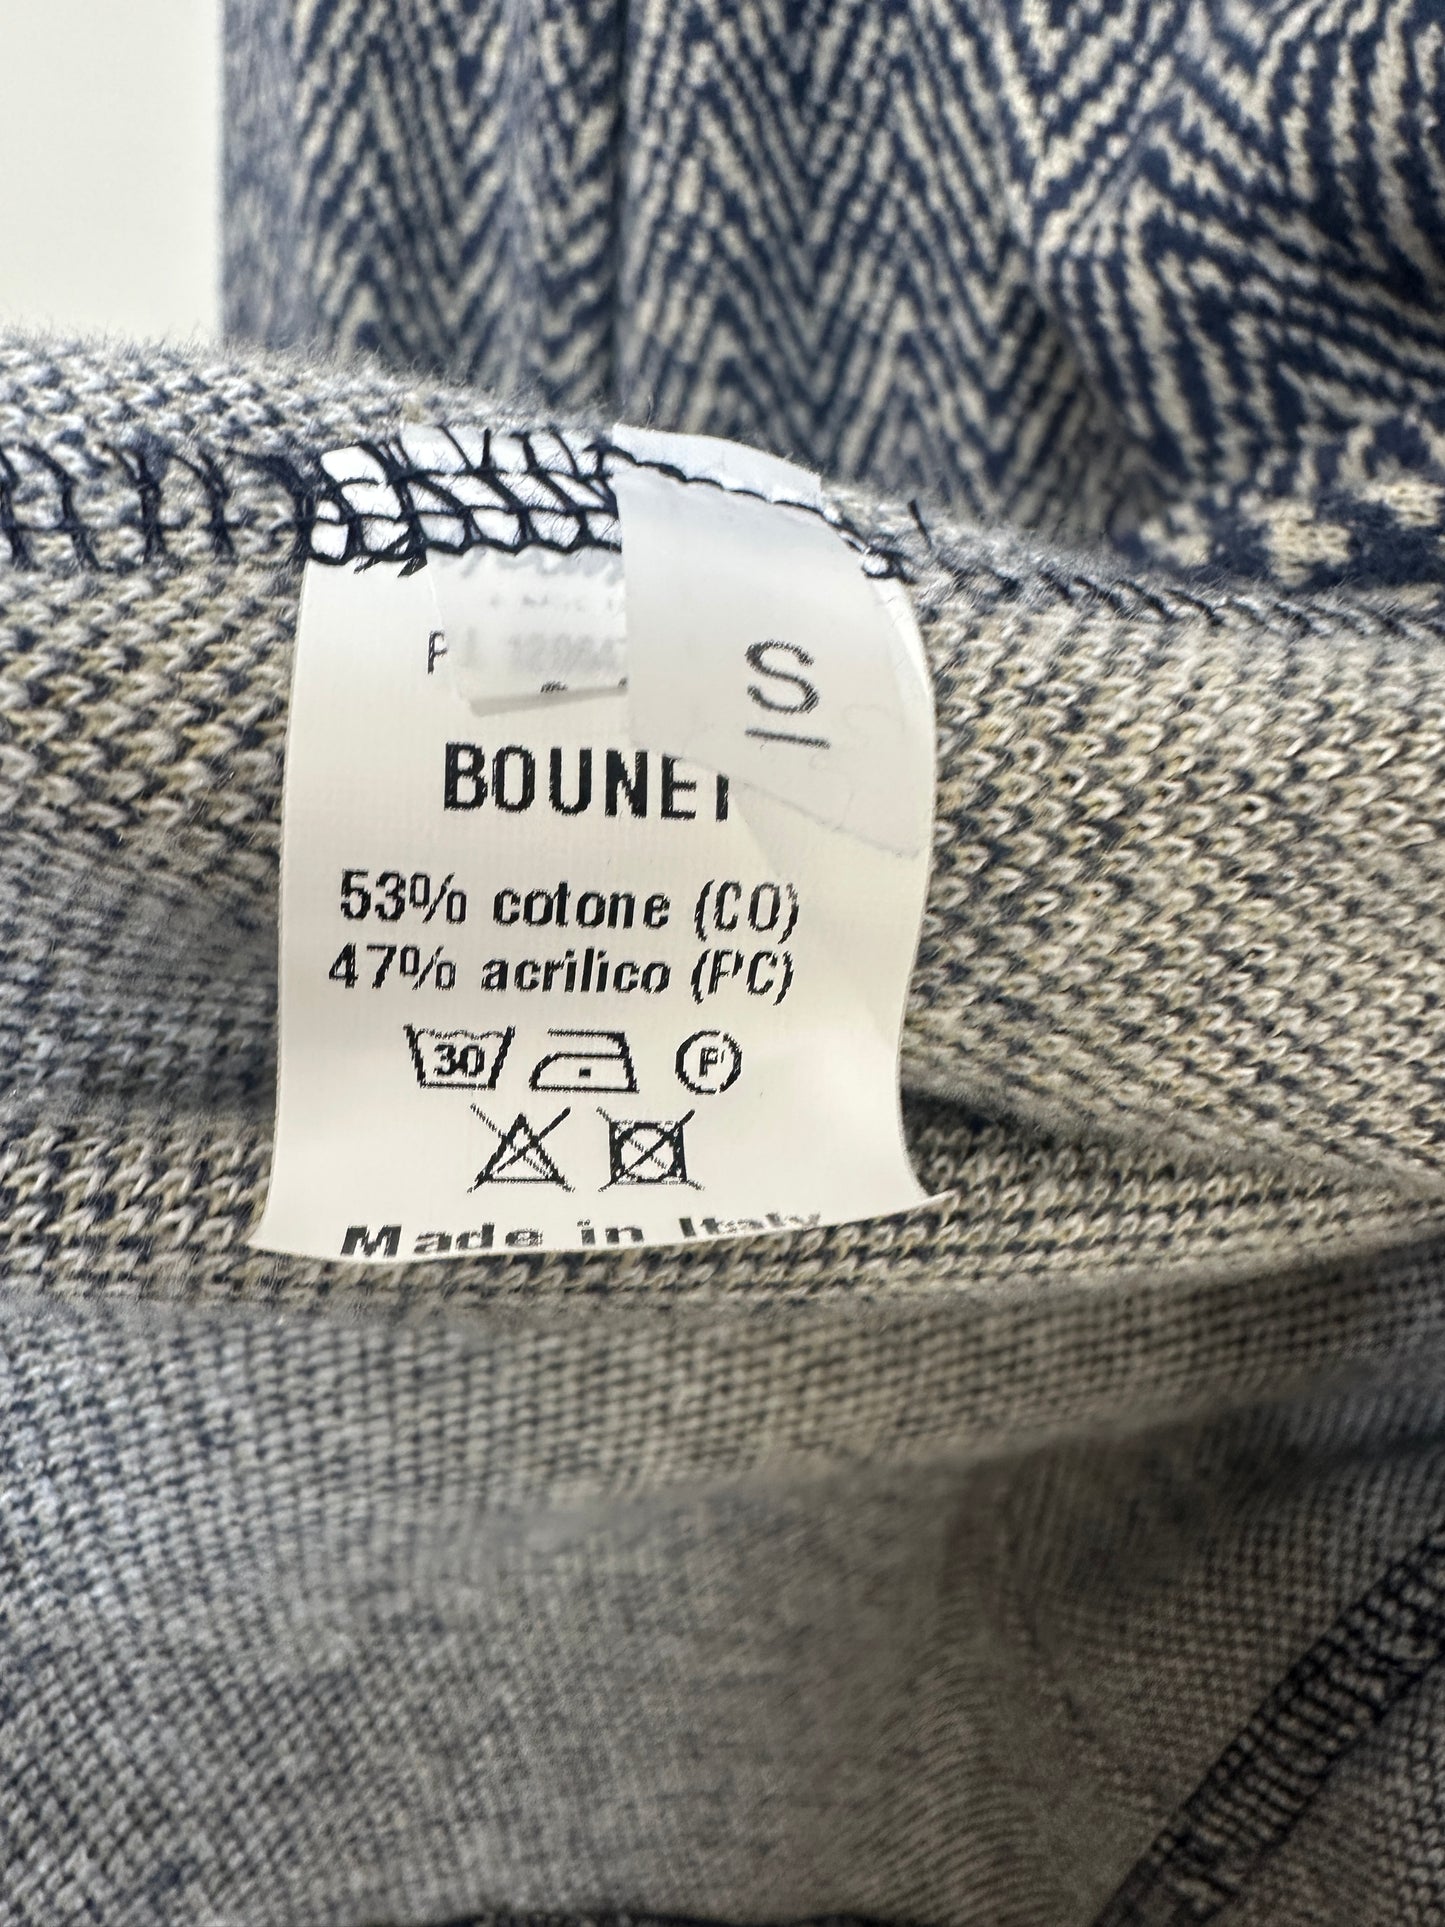 S
BOUNET
53% cotone (CO)
47% acrilico (PC)
30 P
Made in Italy